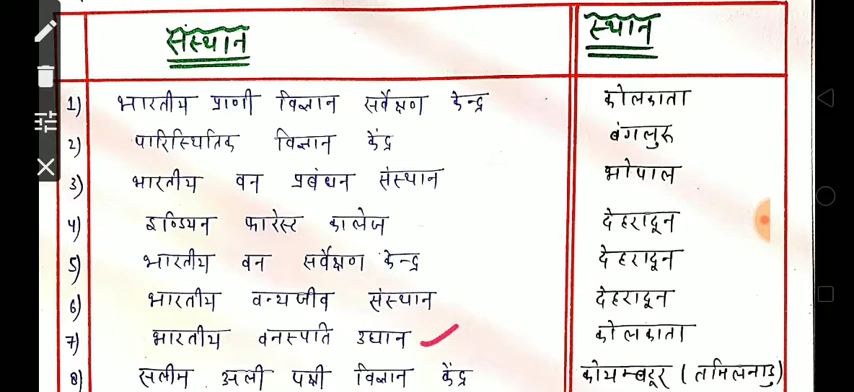 संस्थान स्थान
1) भारतीय प्राणी विज्ञान सर्वेक्षण केन्द्र कोलकाता
2) पारिस्थितिक विज्ञान केंद्र बंगलुरु
3) भारतीय वन प्रबंधन संस्थान भोपाल
4) इण्डियन फारेस्ट कालेज देहरादून
5) भारतीय वन सर्वेक्षण केन्द्र देहरादून
6) भारतीय वन्यजीव संस्थान देहरादून
7) भारतीय वनस्पति उद्यान कोलकाता
8) सलीम अली पक्षी विज्ञान केंद्र कोयम्बटूर (तमिलनाडु)